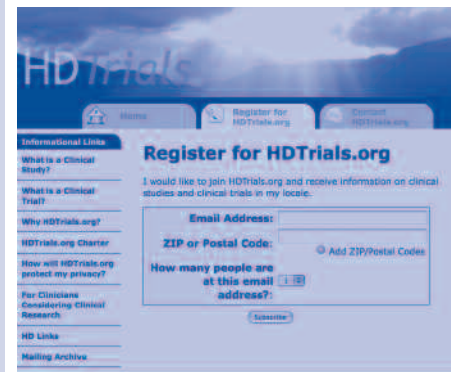 HDTrials
Home
Register for
HDTrials.org
Contact
HDTrials.org
Informational Links
What is a Clinical
Study?
What is a Clinical
Trial?
Why HDTrials.org?
HDTrials.org Charter
How will HDTrials.org
protect my privacy?
For Clinicians
Considering Clinical
Research
HD Links
Mailing Archive
Register for HDTrials.org
I would like to join HDTrials.org and receive information on clinical
studies and clinical trials in my locale.
Email Address:
ZIP or Postal Code:
Add ZIP/Postal Codes
How many people are
at this email
address?:
1
Subscribe